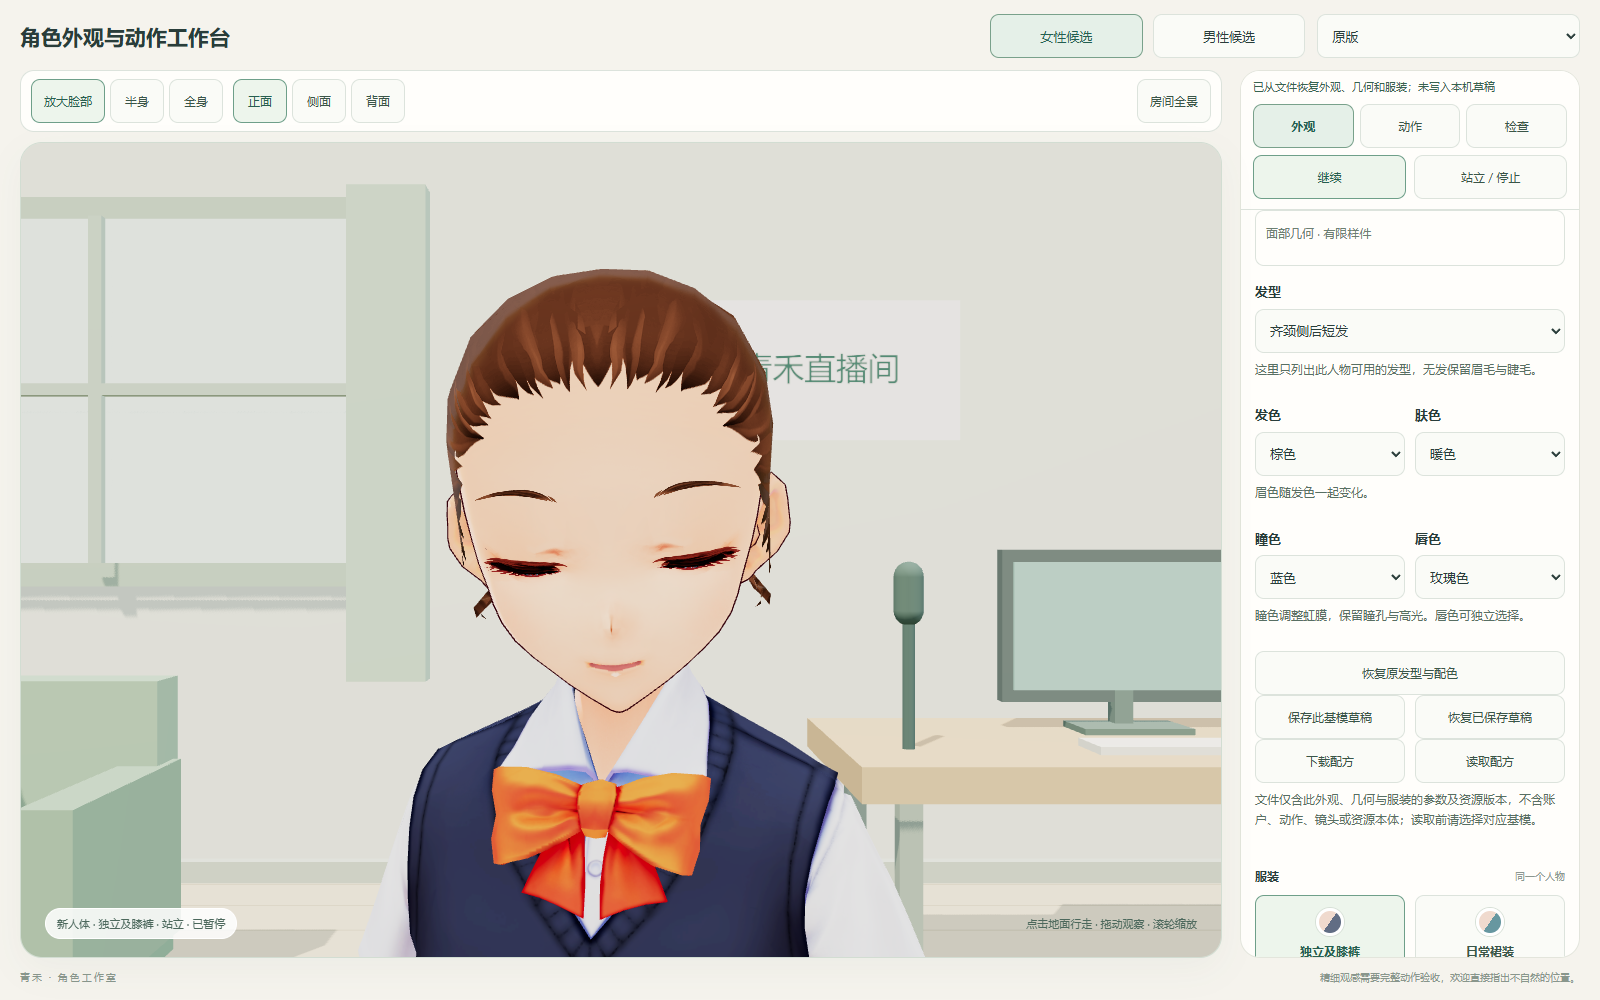 角色外观与动作工作台
女性候选
男性候选
原版
放大脸部
半身
全身
正面
侧面
背面
房间全景
已从文件恢复外观、几何和服装；未写入本机草稿
外观
动作
检查
继续
站立 / 停止
面部几何 · 有限样件
发型
齐颈侧后短发
这里只列出此人物可用的发型，无发保留眉毛与睫毛。
发色
肤色
棕色
暖色
眉色随发色一起变化。
瞳色
唇色
蓝色
玫瑰色
瞳色调整虹膜，保留瞳孔与高光。唇色可独立选择。
恢复原发型与配色
保存此基模草稿
恢复已保存草稿
下载配方
读取配方
文件仅含此外观、几何与服装的参数及资源版本，不含账
户、动作、镜头或资源本体；读取前请选择对应基模。
服装
同一个人物
独立及膝裤
日常裙装
青禾直播间
新人体 · 独立及膝裤 · 站立 · 已暂停
点击地面行走 · 拖动观察 · 滚轮缩放
青禾 · 角色工作室
精细观感需要完整动作验收，欢迎直接指出不自然的位置。